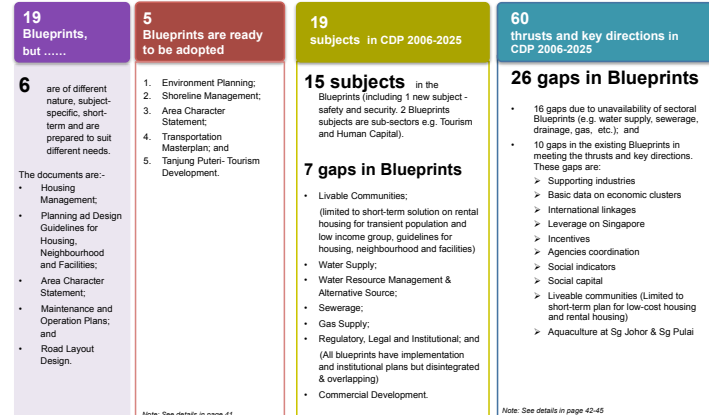 19
Blueprints,
but ......
6
are of different
nature, subject-
specific, short-
term and are
prepared to suit
different needs.
The documents are:-
• Housing
Management;
• Planning ad Design
Guidelines for
Housing,
Neighbourhood
and Facilities;
• Area Character
Statement;
• Maintenance and
Operation Plans;
and
• Road Layout
Design.
5
Blueprints are ready
to be adopted
1. Environment Planning;
2. Shoreline Management;
3. Area Character
Statement;
4. Transportation
Masterplan; and
5. Tanjung Puteri- Tourism
Development.
Note: See details in page 41
19
subjects in CDP 2006-2025
15 subjects in the
Blueprints (including 1 new subject -
safety and security. 2 Blueprints
subjects are sub-sectors e.g. Tourism
and Human Capital).
7 gaps in Blueprints
• Livable Communities;
(limited to short-term solution on rental
housing for transient population and
low income group, guidelines for
housing, neighbourhood and facilities)
• Water Supply;
• Water Resource Management &
Alternative Source;
• Sewerage;
• Gas Supply;
• Regulatory, Legal and Institutional; and
(All blueprints have implementation
and institutional plans but disintegrated
& overlapping)
• Commercial Development.
60
thrusts and key directions in
CDP 2006-2025
26 gaps in Blueprints
• 16 gaps due to unavailability of sectoral
Blueprints (e.g. water supply, sewerage,
drainage, gas, etc.); and
• 10 gaps in the existing Blueprints in
meeting the thrusts and key directions.
These gaps are:
➢ Supporting industries
➢ Basic data on economic clusters
➢ International linkages
➢ Leverage on Singapore
➢ Incentives
➢ Agencies coordination
➢ Social indicators
➢ Social capital
➢ Liveable communities (Limited to
short-term plan for low-cost housing
and rental housing)
➢ Aquaculture at Sg Johor & Sg Pulai
Note: See details in page 42-45